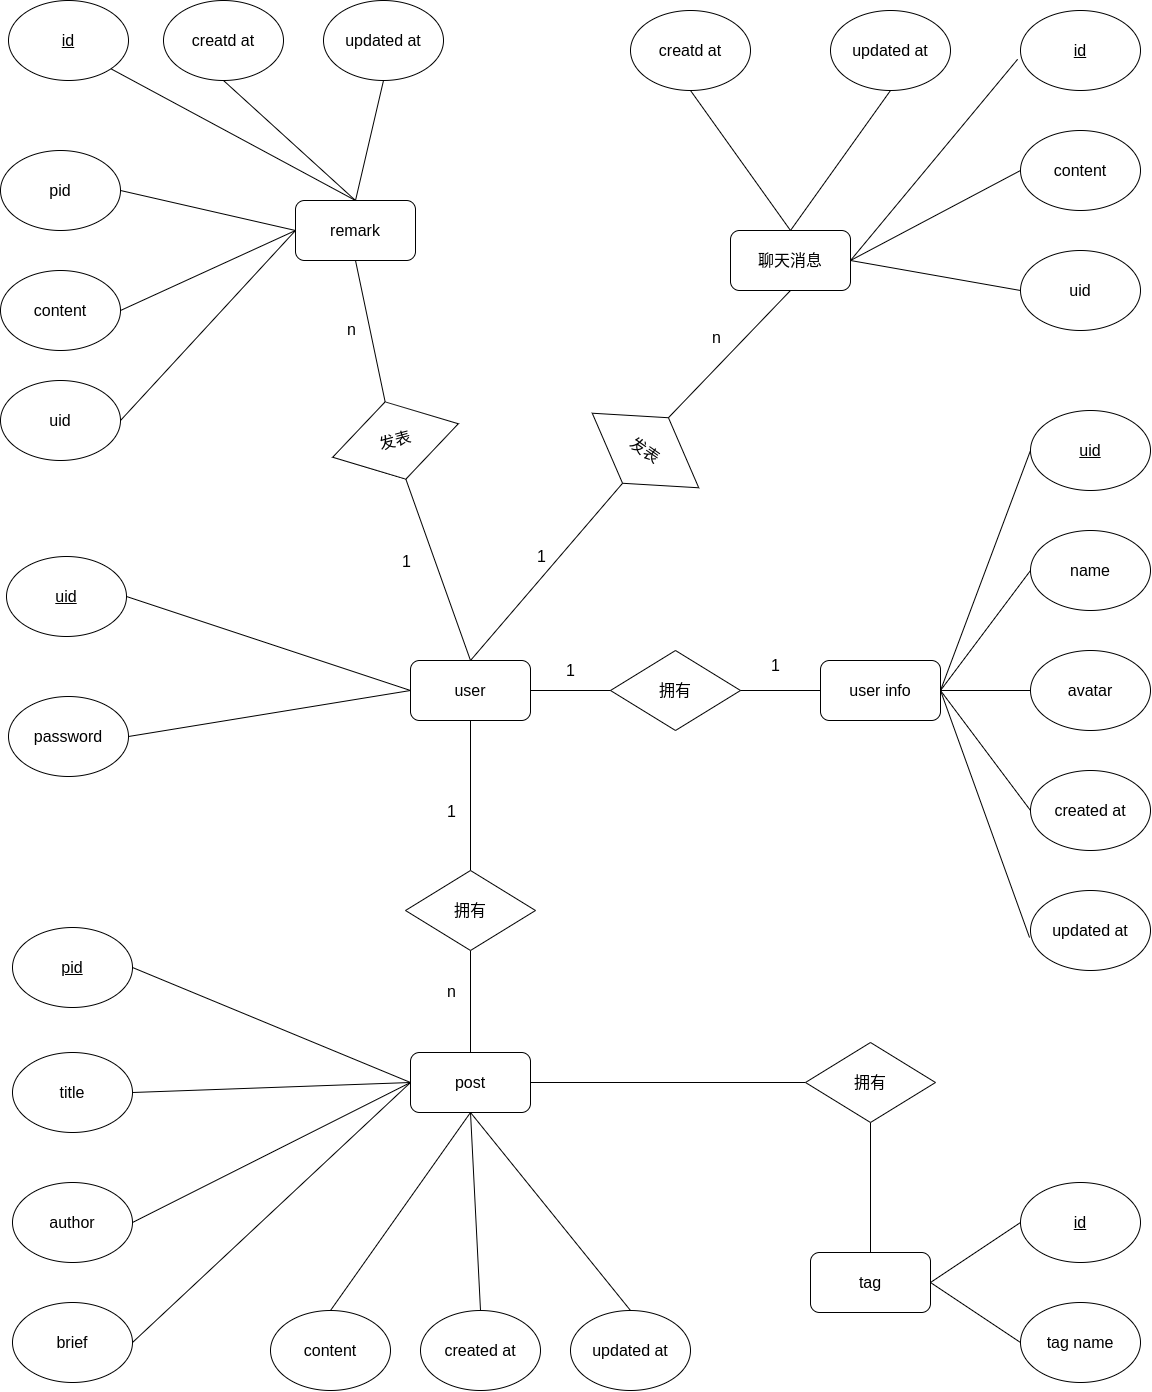 id
creatd at
updated at
creatd at
updated at
id
pid
remark
content
聊天消息
content
uid
uid
n
n
发表
发表
uid
name
1
1
uid
password
user
1
拥有
1
user info
avatar
created at
updated at
1
拥有
n
pid
title
author
brief
post
拥有
content
created at
updated at
tag
id
tag name